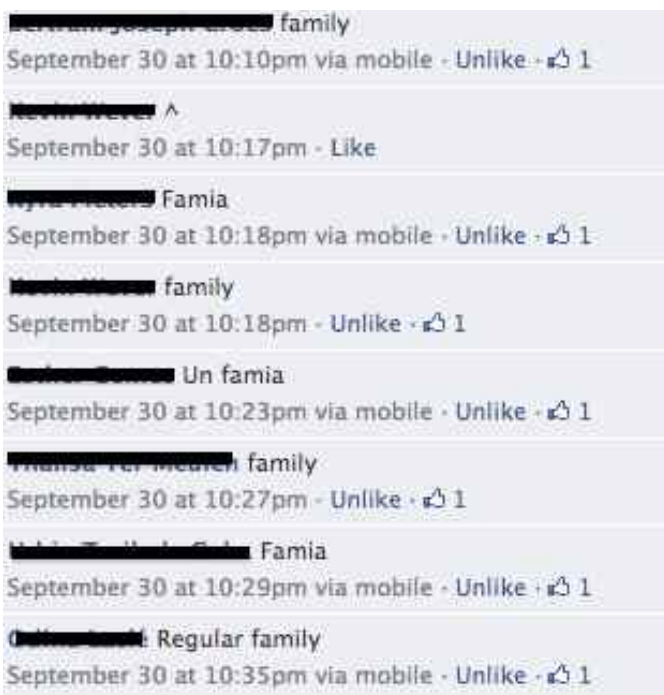 family
September 30 at 10:10pm via mobile · Unlike · 1
^
September 30 at 10:17pm · Like
Famia
September 30 at 10:18pm via mobile · Unlike · 1
family
September 30 at 10:18pm · Unlike · 1
Un famia
September 30 at 10:23pm via mobile · Unlike · 1
family
September 30 at 10:27pm · Unlike · 1
Famia
September 30 at 10:29pm via mobile · Unlike · 1
Regular family
September 30 at 10:35pm via mobile · Unlike · 1